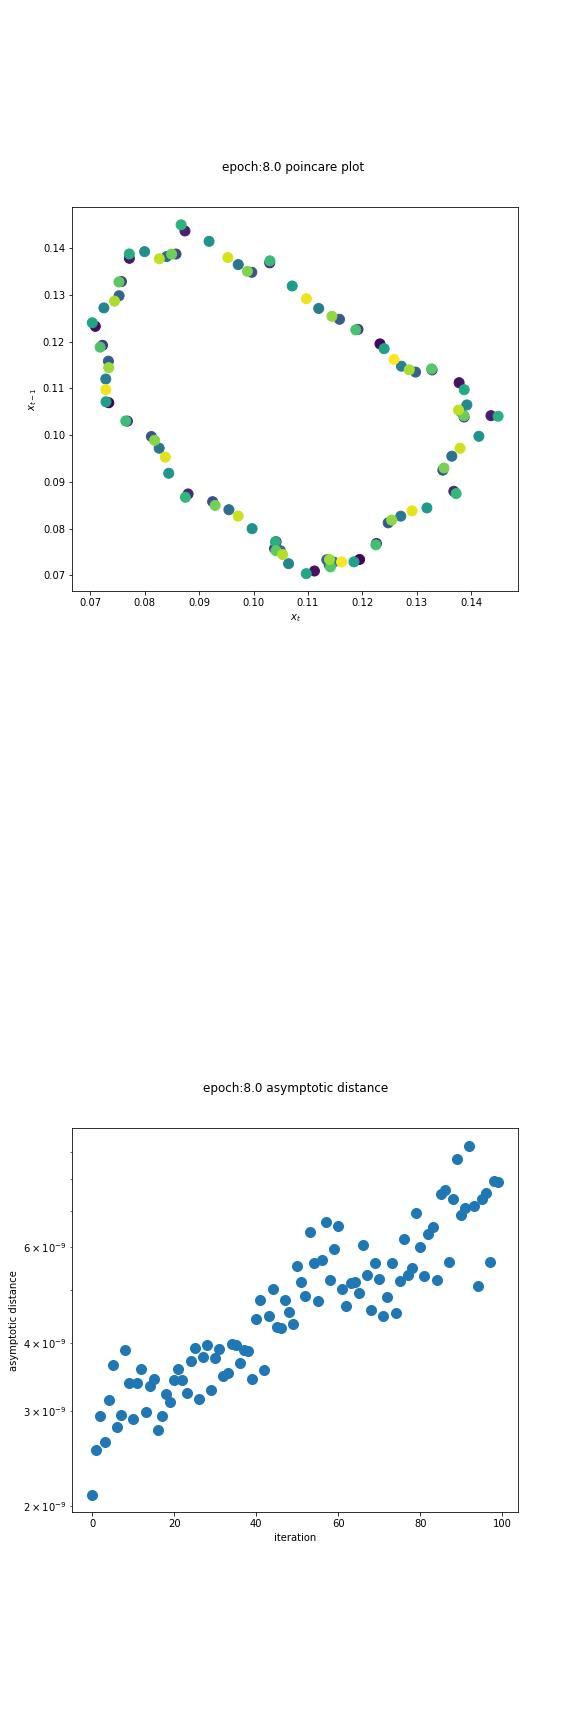 epoch:8.0 poincare plot
0.14
0.13
0.12
0.11
0.10
0.09
0.08
0.07
x_{t-1}
0.07 0.08 0.09 0.10 0.11 0.12 0.13 0.14
x_t
epoch:8.0 asymptotic distance
6 × 10⁻⁹
4 × 10⁻⁹
3 × 10⁻⁹
2 × 10⁻⁹
asymptotic distance
0 20 40 60 80 100
iteration